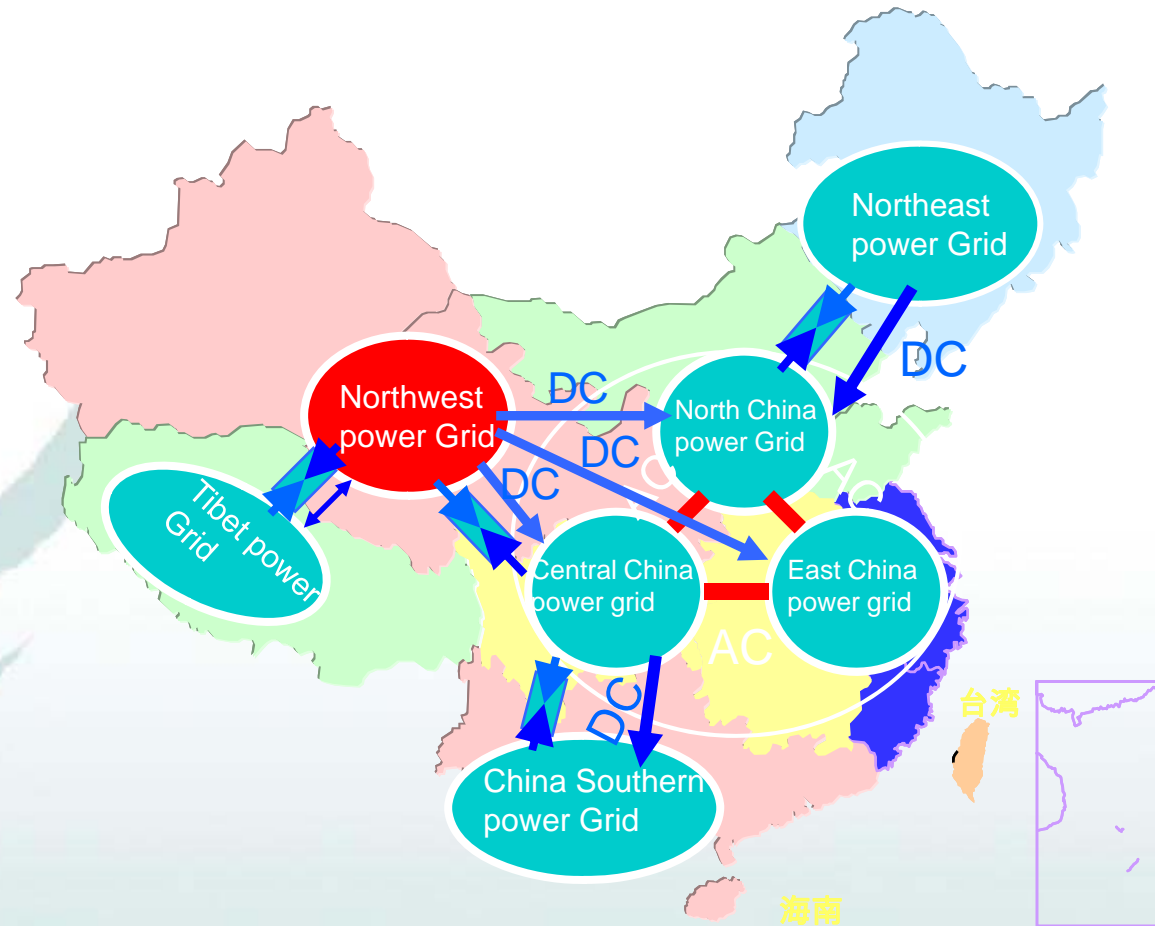 Northeast
power Grid
DC
Northwest
power Grid
DC
North China
power Grid
DC
AC
DC
Tibet power
Grid
Central China
power grid
East China
power grid
AC
DC
台湾
China Southern
power Grid
海南